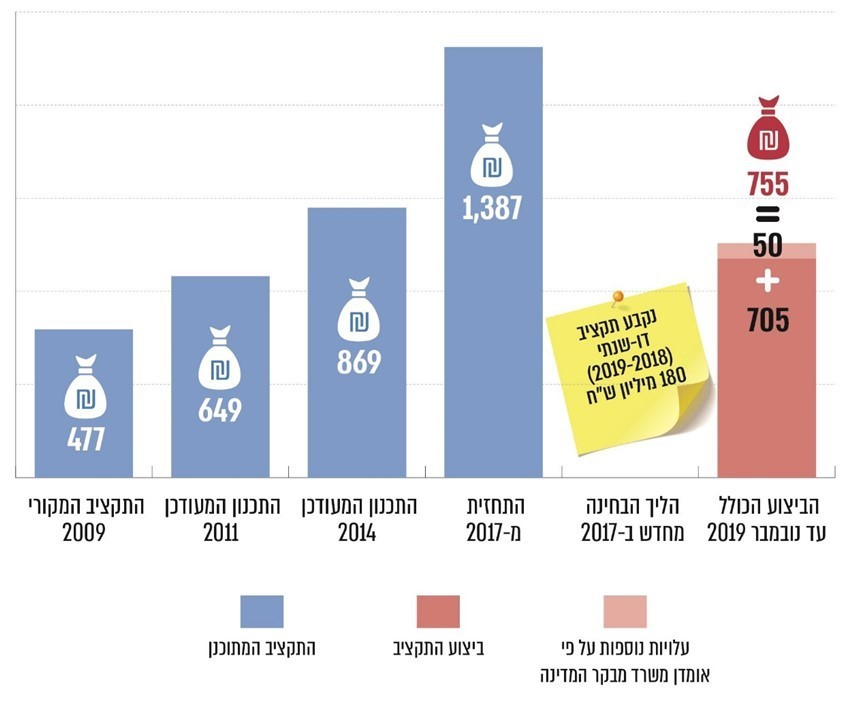 ₪
477
₪
649
₪
869
₪
1,387
נקבע תקציב
דו-שנתי
(2019-2018)
180 מיליון ש"ח
₪
755
=
50
+
705
התקציב המקורי
2009
התכנון המעודכן
2011
התכנון המעודכן
2014
התחזית
מ-2017
הליך הבחינה
מחדש ב-2017
הביצוע הכולל
עד נובמבר 2019
התקציב המתוכנן
ביצוע התקציב
עלויות נוספות על פי
אומדן משרד מבקר המדינה